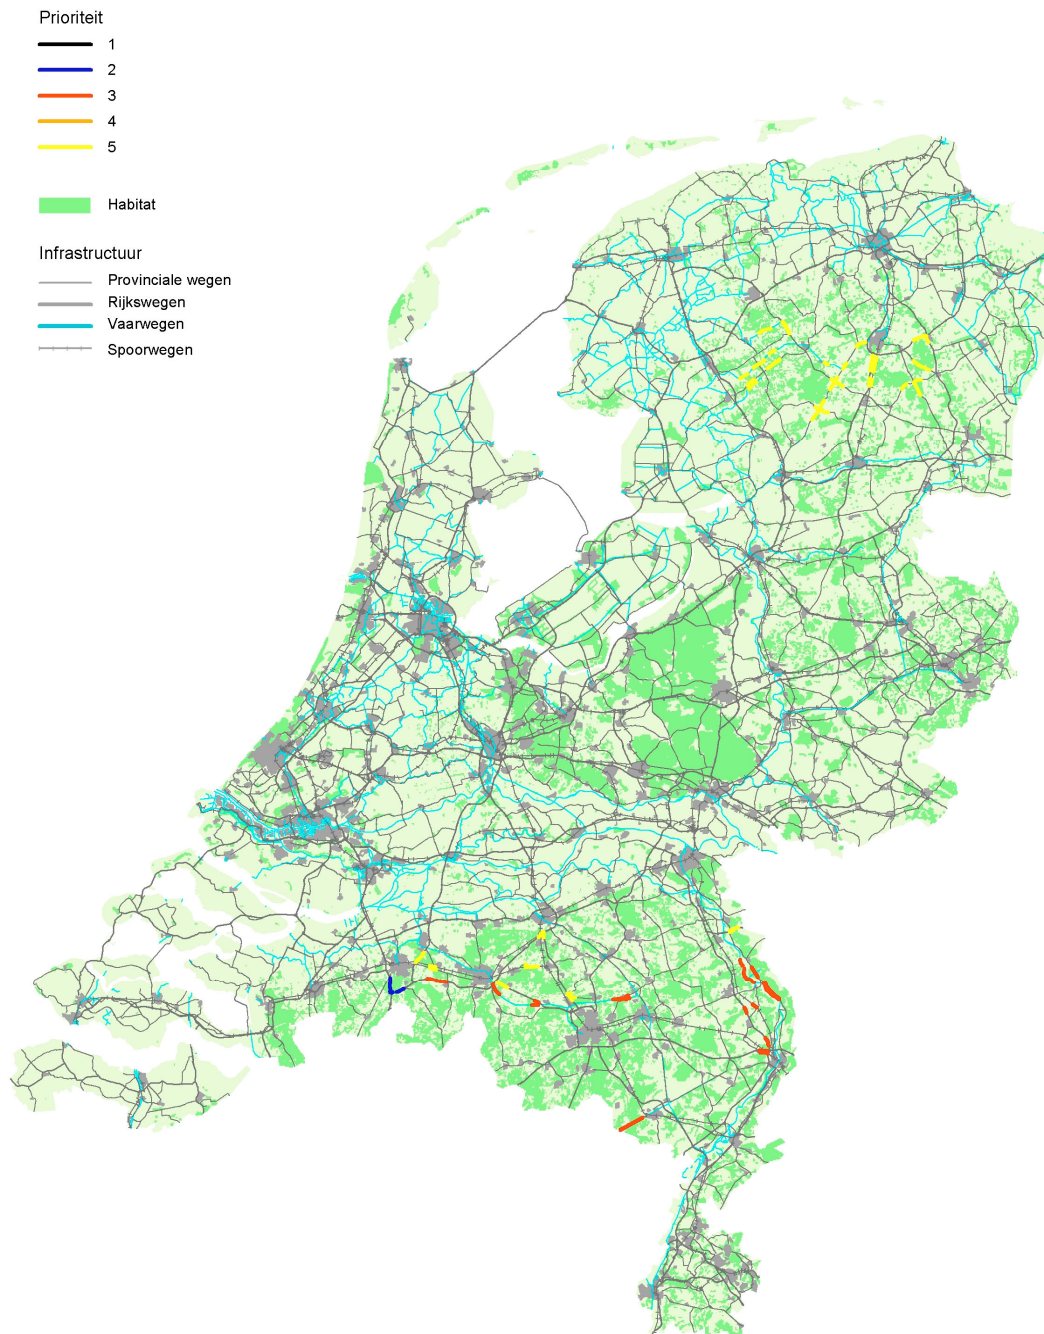 Prioriteit
1
2
3
4
5
Habitat
Infrastructuur
Provinciale wegen
Rijkswegen
Vaarwegen
Spoorwegen